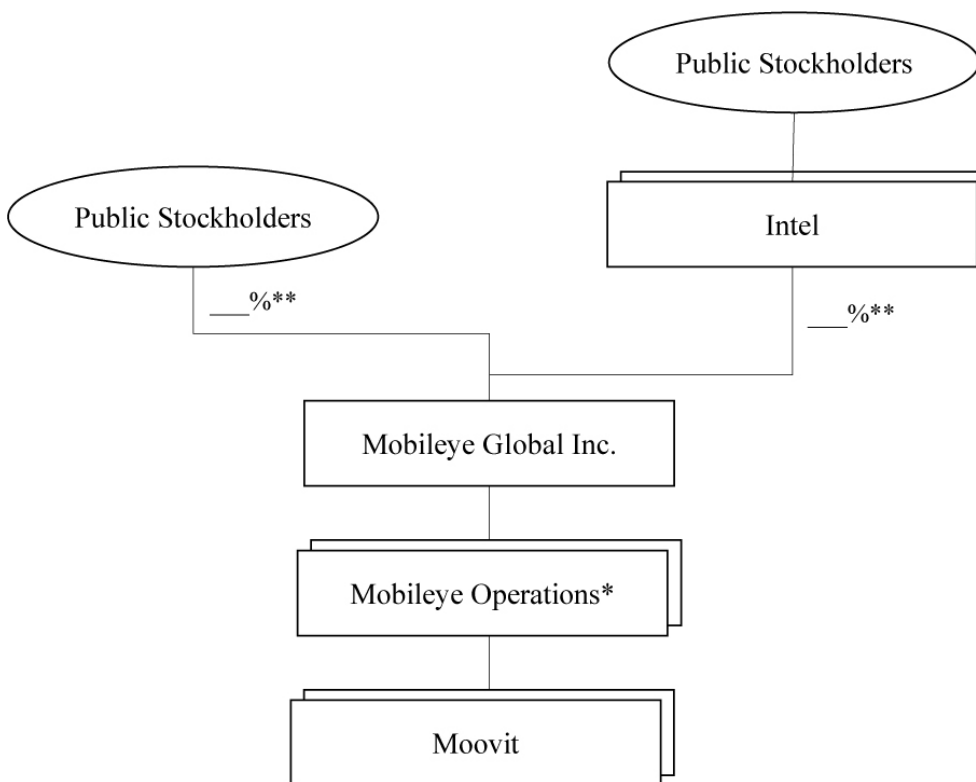 Public Stockholders
Public Stockholders
Intel
___%**
___%**
Mobileye Global Inc.
Mobileye Operations*
Moovit